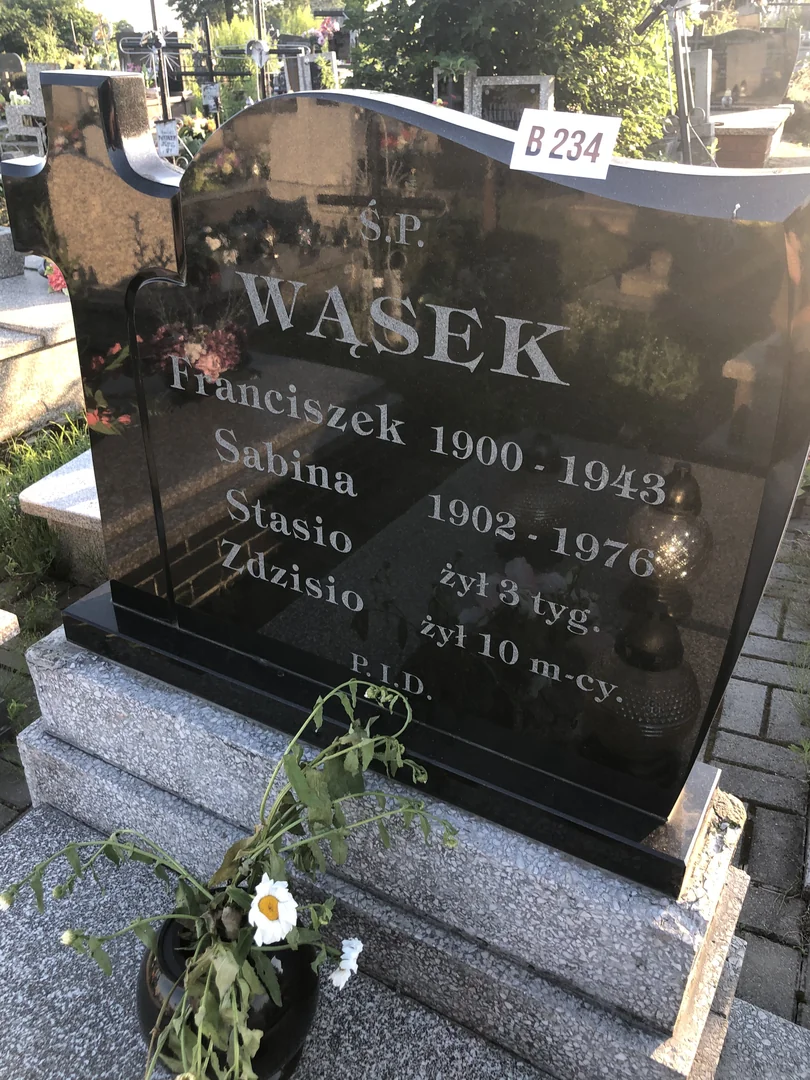 B 234
Ś.P.
WĄSEK
Franciszek 1900 - 1943
Sabina 1902 - 1976
Stasio żył 3 tyg.
Zdzisio żył 10 m-cy.
P.I.D.